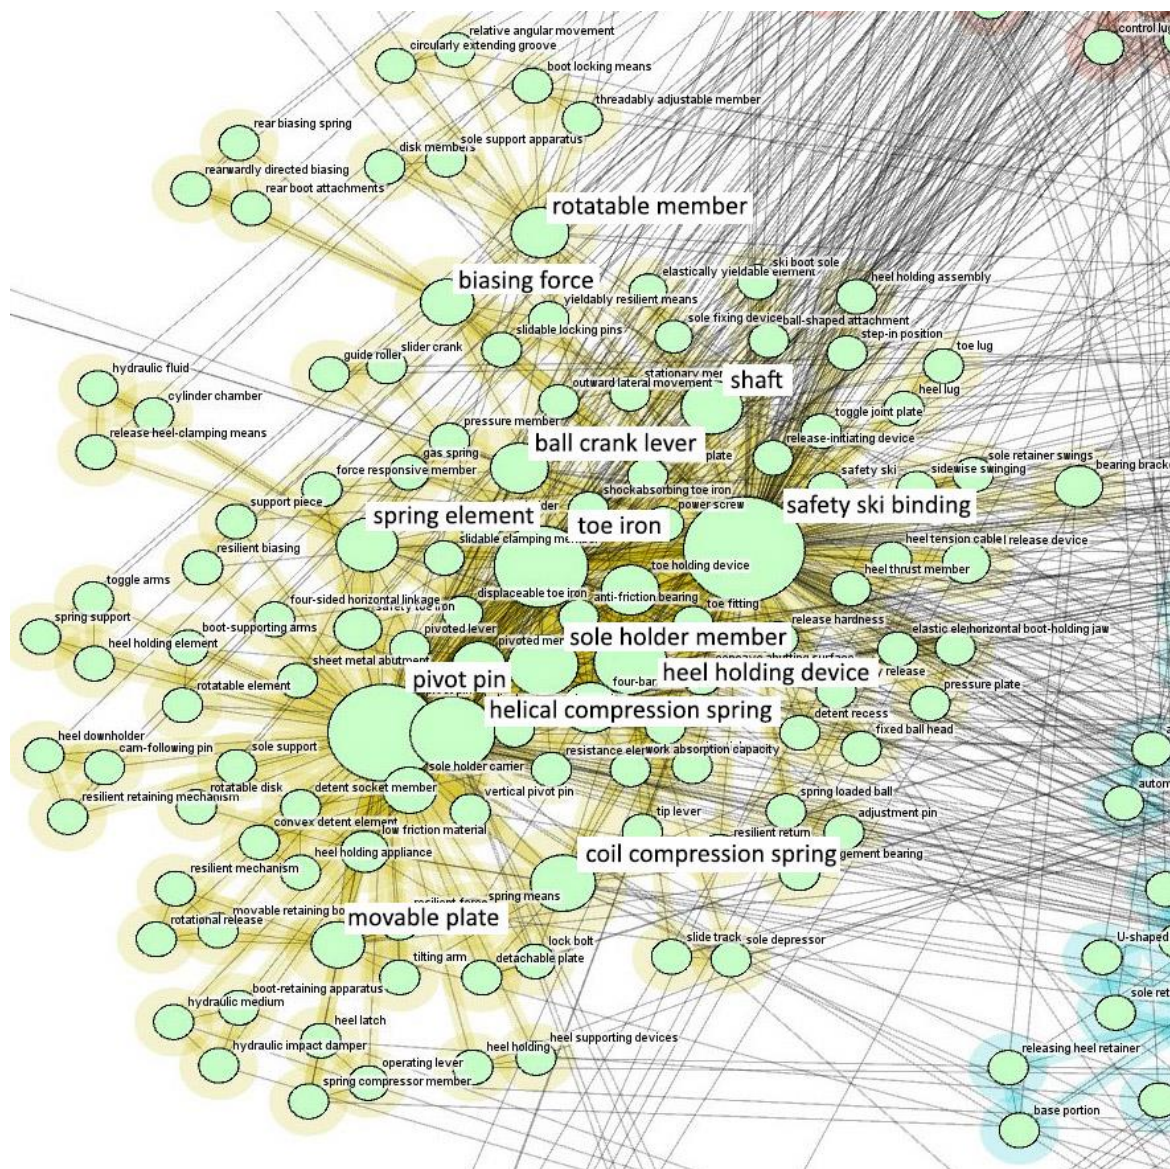 control lug
relative angular movement
circularly extending groove
boot locking means
threadably adjustable member
rear biasing spring
sole support apparatus
disk members
rearwardly directed biasing
rear boot attachments
rotatable member
ski boot sole
elastically yieldable element
heel holding assembly
biasing force
yieldably resilient means
sole fixing device
ball-shaped attachment
slidable locking pins
step-in position
toe lug
slider crank
guide roller
hydraulic fluid
stationary
shaft
outward lateral movement
heel lug
cylinder chamber
toggle joint plate
pressure member
release heel-clamping means
ball crank lever
release-initiating device
gas spring
plate
sole retainer swings
force responsive member
safety ski
sidewise swinging
bearing
shockabsorbing toe iron
support piece
power screw
safety ski binding
spring element
toe iron
slidable clamping
heel tension cable
release device
resilient biasing
toe holding device
heel thrust member
toggle arms
displaceable toe iron
anti-friction bearing
four-sided horizontal linkage
toe fitting
spring support
release hardness
boot-supporting arms
pivoted lever
sole holder member
horizontal boot-holding jaw
heel holding element
sheet metal abutment
pivot pin
heel holding device
release
rotatable element
pressure plate
helical compression spring
detent recess
fixed ball head
heel downholder
cam-following pin
sole support
resistance
work absorption capacity
sole holder carrier
rotatable disk
detent socket member
vertical pivot pin
resilient retaining mechanism
spring loaded ball
tip lever
adjustment pin
convex detent element
low friction material
resilient return
heel holding appliance
coil compression spring
bearing
resilient mechanism
spring means
movable retaining
rotational release
movable plate
slide track
sole depressor
lock bolt
tilting arm
detachable plate
U-shaped
boot-retaining apparatus
hydraulic medium
heel latch
heel supporting devices
hydraulic impact damper
heel holding
releasing heel retainer
operating lever
spring compressor member
base portion